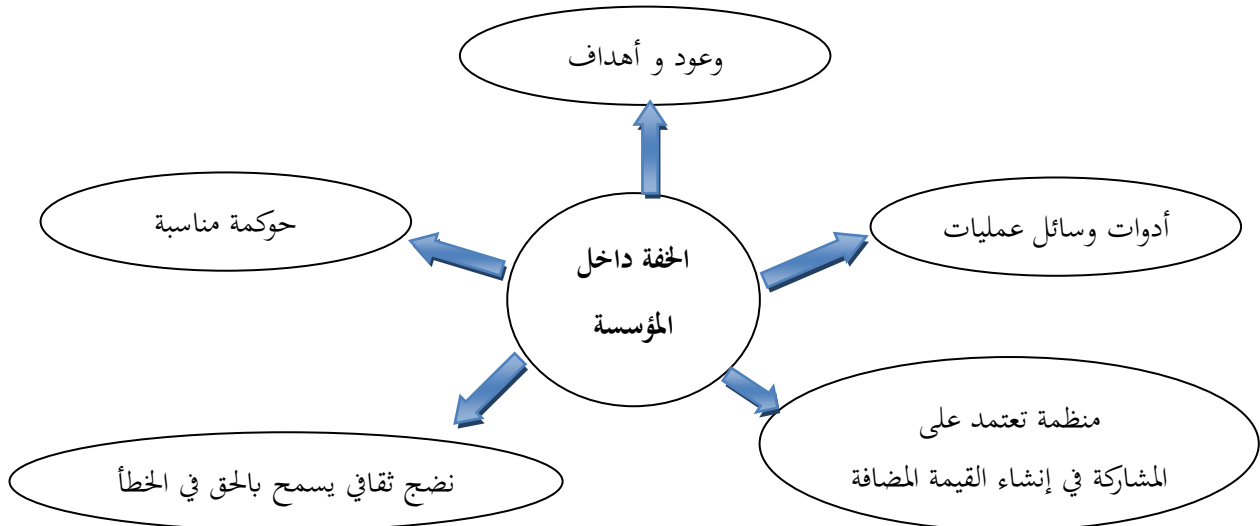 وعود و أهداف
أدوات وسائل عمليات
حوكمة مناسبة
الخفة داخل
المؤسسة
منظمة تعتمد على
المشاركة في إنشاء القيمة المضافة
نضج ثقافي يسمح بالحق في الخطأ